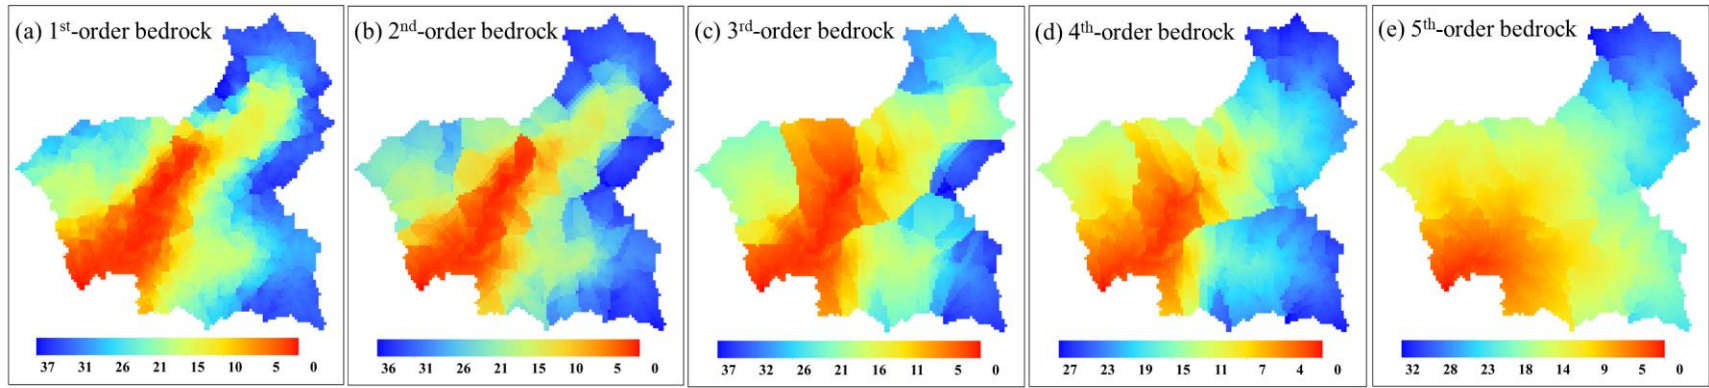 (a) 1st-order bedrock
37 31 26 21 15 10 5 0
(b) 2nd-order bedrock
36 31 26 21 15 10 5 0
(c) 3rd-order bedrock
37 32 26 21 16 11 5 0
(d) 4th-order bedrock
27 23 19 15 11 7 4 0
(e) 5th-order bedrock
32 28 23 18 14 9 5 0